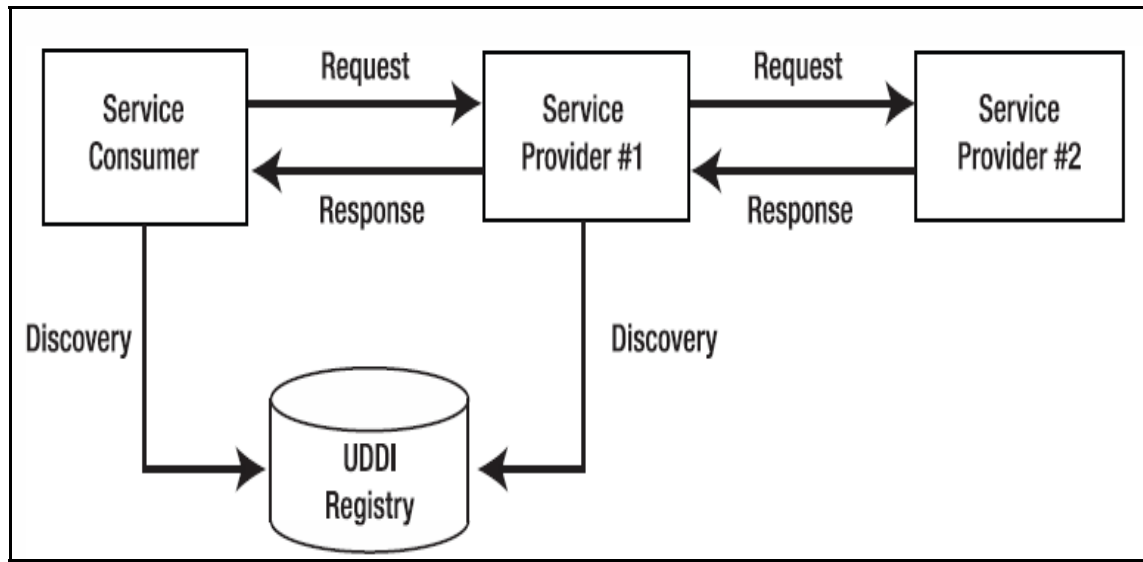 Request
Request
Service
Consumer
Service
Provider #1
Service
Provider #2
Response
Response
Discovery
Discovery
UDDI
Registry